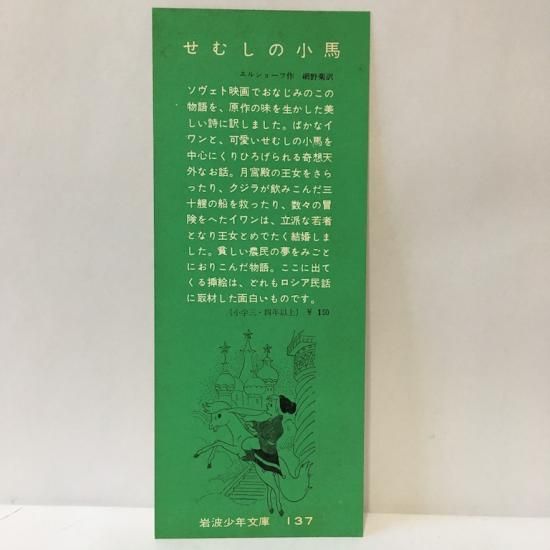 せむしの小馬
エルショーフ作 網野菊訳
ソヴェト映画でおなじみのこの
物語を、原作の味を生かした美
しい詩に訳しました。ばかなイ
ワンと、可愛いせむしの小馬を
中心にくりひろげられる奇想天
外なお話。月宮殿の王女をさら
ったり、クジラが飲みこんだ三
十艘の船を救ったり、数々の冒
険をへたイワンは、立派な若者
となり王女とめでたく結婚しま
した。貧しい農民の夢をみごと
におりこんだ物語。ここに出て
くる挿絵は、どれもロシア民話
に取材した面白いものです。
〔小学三・四年以上〕 ¥ 150
岩波少年文庫 137